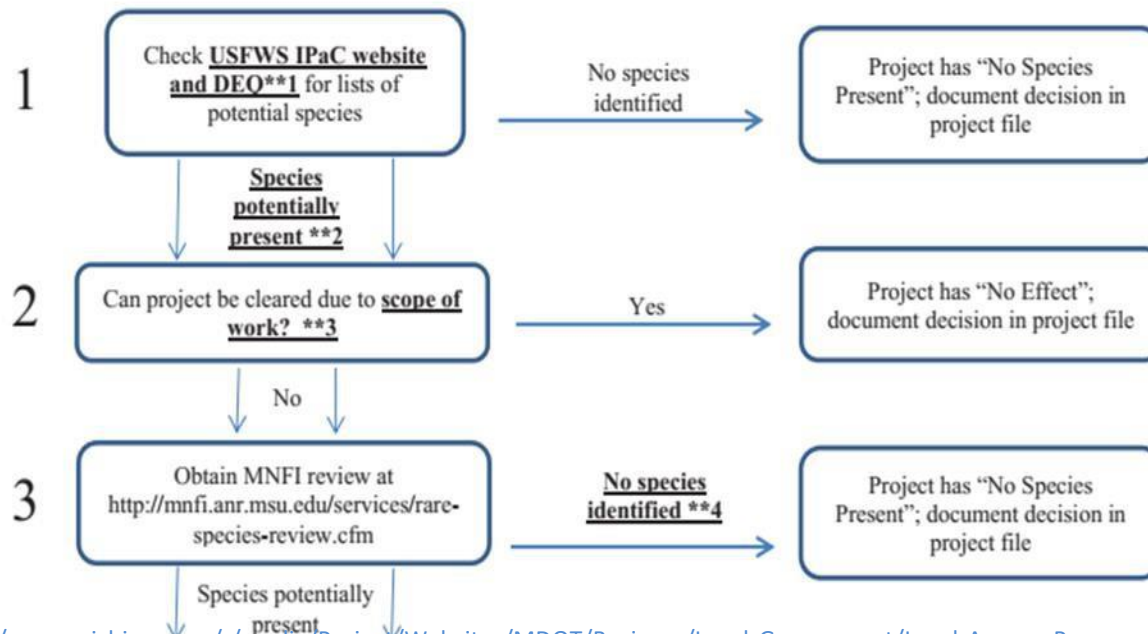 1
Check USFWS IPaC website
and DEQ**1 for lists of
potential species
No species
identified
Project has “No Species
Present”; document decision in
project file
Species
potentially
present **2
2
Can project be cleared due to scope of
work? **3
Yes
Project has “No Effect”;
document decision in project file
No
3
Obtain MNFI review at
http://mnfi.anr.msu.edu/services/rare-
species-review.cfm
No species
identified **4
Project has “No Species
Present”; document decision in
project file
Species potentially
present